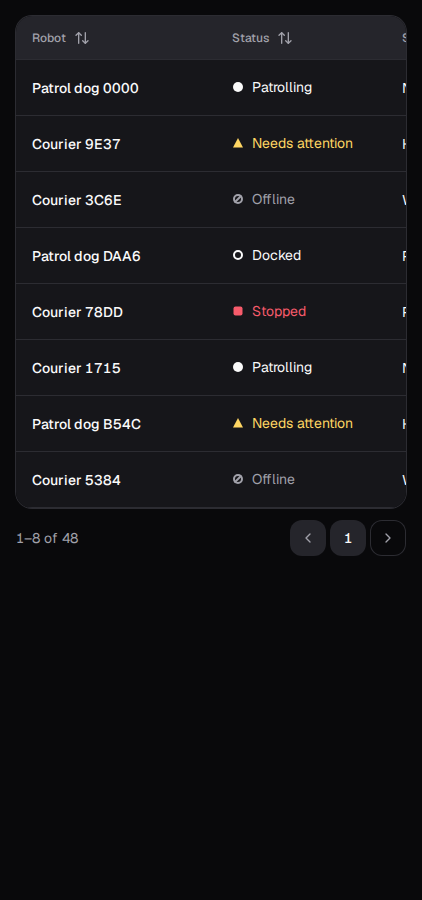 Robot Status
Patrol dog 0000 Patrolling
Courier 9E37 Needs attention
Courier 3C6E Offline
Patrol dog DAA6 Docked
Courier 78DD Stopped
Courier 1715 Patrolling
Patrol dog B54C Needs attention
Courier 5384 Offline
1–8 of 48 1